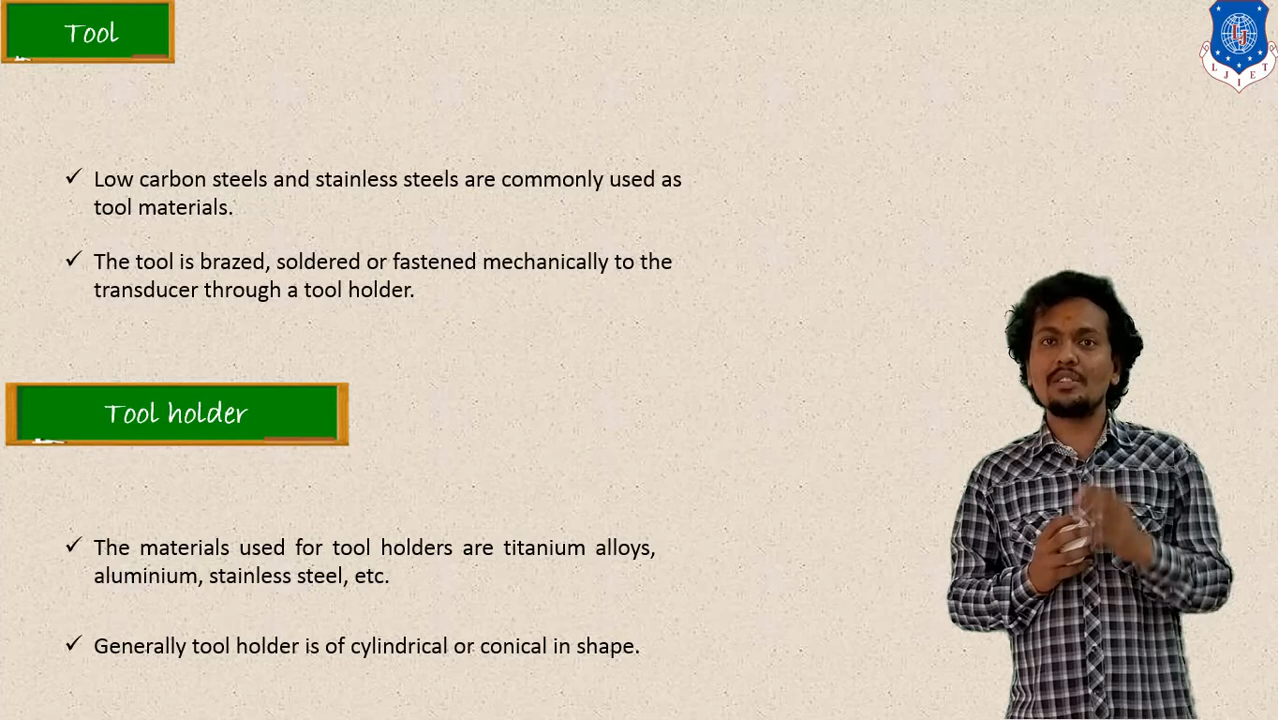 Tool
LJIET
✓ Low carbon steels and stainless steels are commonly used as
tool materials.
✓ The tool is brazed, soldered or fastened mechanically to the
transducer through a tool holder.
Tool holder
✓ The materials used for tool holders are titanium alloys,
aluminium, stainless steel, etc.
✓ Generally tool holder is of cylindrical or conical in shape.